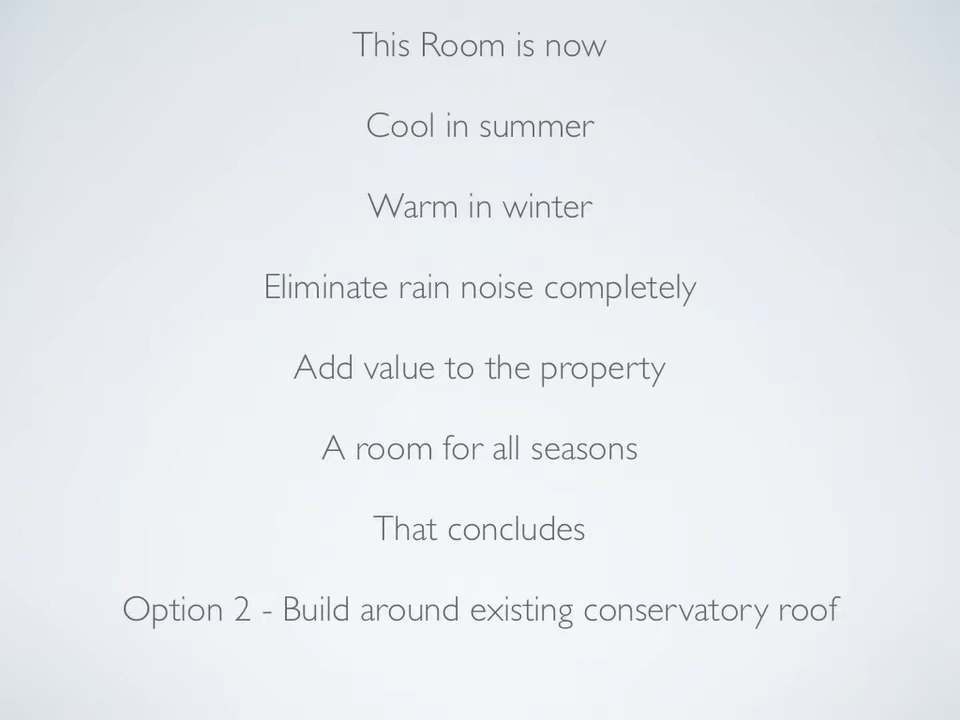 This Room is now
Cool in summer
Warm in winter
Eliminate rain noise completely
Add value to the property
A room for all seasons
That concludes
Option 2 - Build around existing conservatory roof